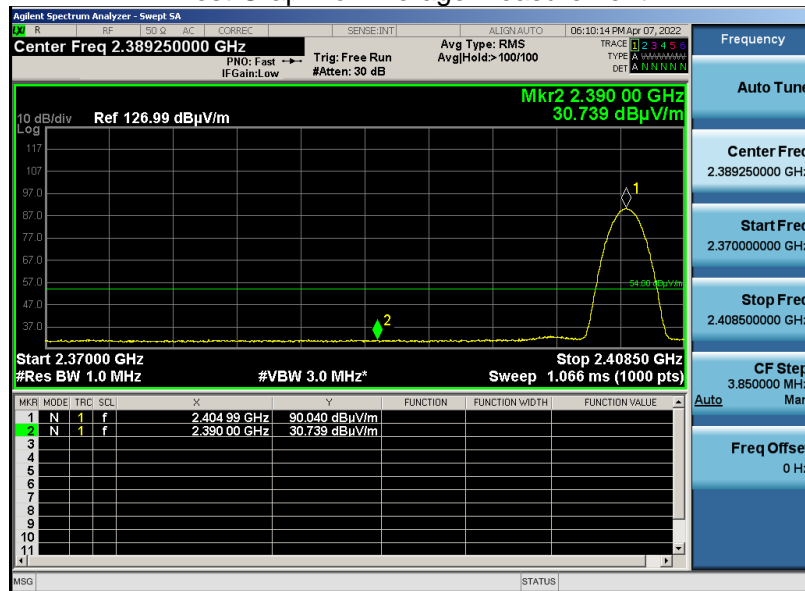 Agilent Spectrum Analyzer - Swept SA
R RF 50 Ω AC CORREC SENSE:INT ALIGN AUTO 06:10:14 PM Apr 07, 2022
Center Freq 2.389250000 GHz
PNO: Fast
IFGain:Low
Trig: Free Run
#Atten: 30 dB
Avg Type: RMS
Avg|Hold:>100/100
TRACE 1 2 3 4 5 6
TYPE A
DET A N N N N N
Mkr2 2.390 00 GHz
30.739 dBµV/m
10 dB/div Ref 126.99 dBµV/m
Log
117
107
97.0
87.0
77.0
67.0
57.0
47.0
37.0
1
2
54.00 dBµV/m
Start 2.37000 GHz Stop 2.40850 GHz
#Res BW 1.0 MHz #VBW 3.0 MHz* Sweep 1.066 ms (1000 pts)
MKR MODE TRC SCL X Y FUNCTION FUNCTION WIDTH FUNCTION VALUE
1 N 1 f 2.404 99 GHz 90.040 dBµV/m
2 N 1 f 2.390 00 GHz 30.739 dBµV/m
3
4
5
6
7
8
9
10
11
MSG STATUS
Frequency
Auto Tune
Center Freq
2.389250000 GHz
Start Freq
2.370000000 GHz
Stop Freq
2.408500000 GHz
CF Step
3.850000 MHz
Auto Man
Freq Offset
0 Hz